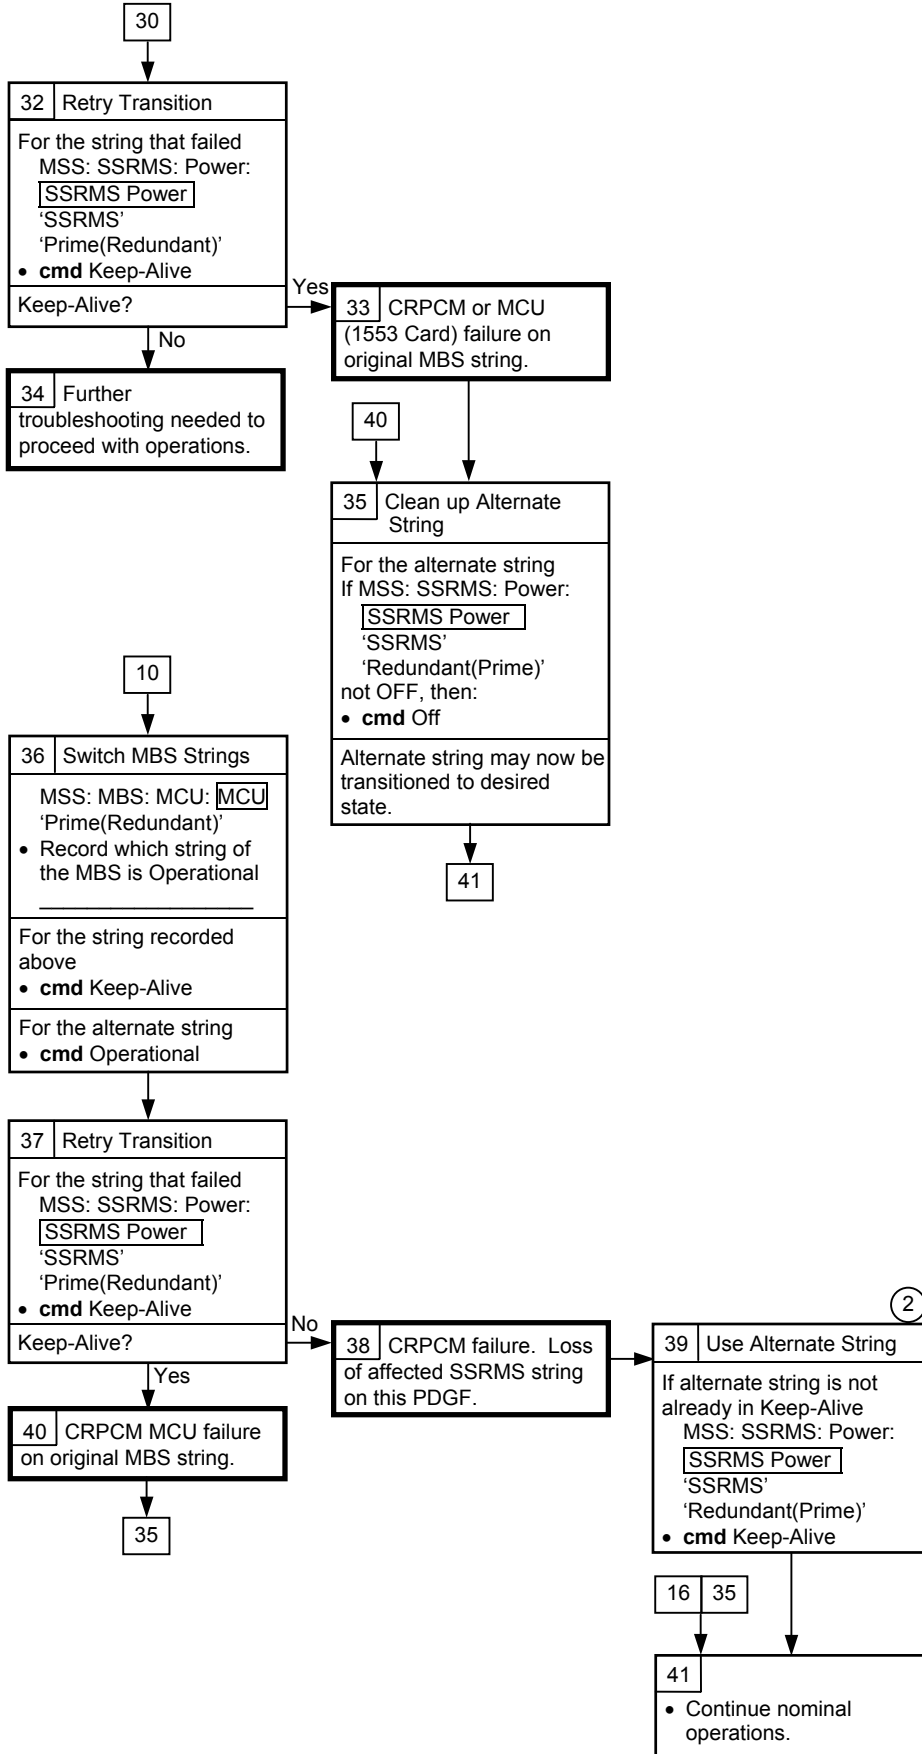 30
32 Retry Transition
For the string that failed
MSS: SSRMS: Power:
SSRMS Power
‘SSRMS’
‘Prime(Redundant)’
• cmd Keep-Alive
Keep-Alive?
Yes
No
33 CRPCM or MCU
(1553 Card) failure on
original MBS string.
34 Further
troubleshooting needed to
proceed with operations.
40
35 Clean up Alternate
String
For the alternate string
If MSS: SSRMS: Power:
SSRMS Power
‘SSRMS’
‘Redundant(Prime)’
not OFF, then:
• cmd Off
Alternate string may now be
transitioned to desired
state.
41
10
36 Switch MBS Strings
MSS: MBS: MCU: MCU
‘Prime(Redundant)’
• Record which string of
the MBS is Operational
____________________
For the string recorded
above
• cmd Keep-Alive
For the alternate string
• cmd Operational
37 Retry Transition
For the string that failed
MSS: SSRMS: Power:
SSRMS Power
‘SSRMS’
‘Prime(Redundant)’
• cmd Keep-Alive
Keep-Alive?
No
Yes
38 CRPCM failure. Loss
of affected SSRMS string
on this PDGF.
2
39 Use Alternate String
If alternate string is not
already in Keep-Alive
MSS: SSRMS: Power:
SSRMS Power
‘SSRMS’
‘Redundant(Prime)’
• cmd Keep-Alive
40 CRPCM MCU failure
on original MBS string.
35
16 35
41
• Continue nominal
operations.